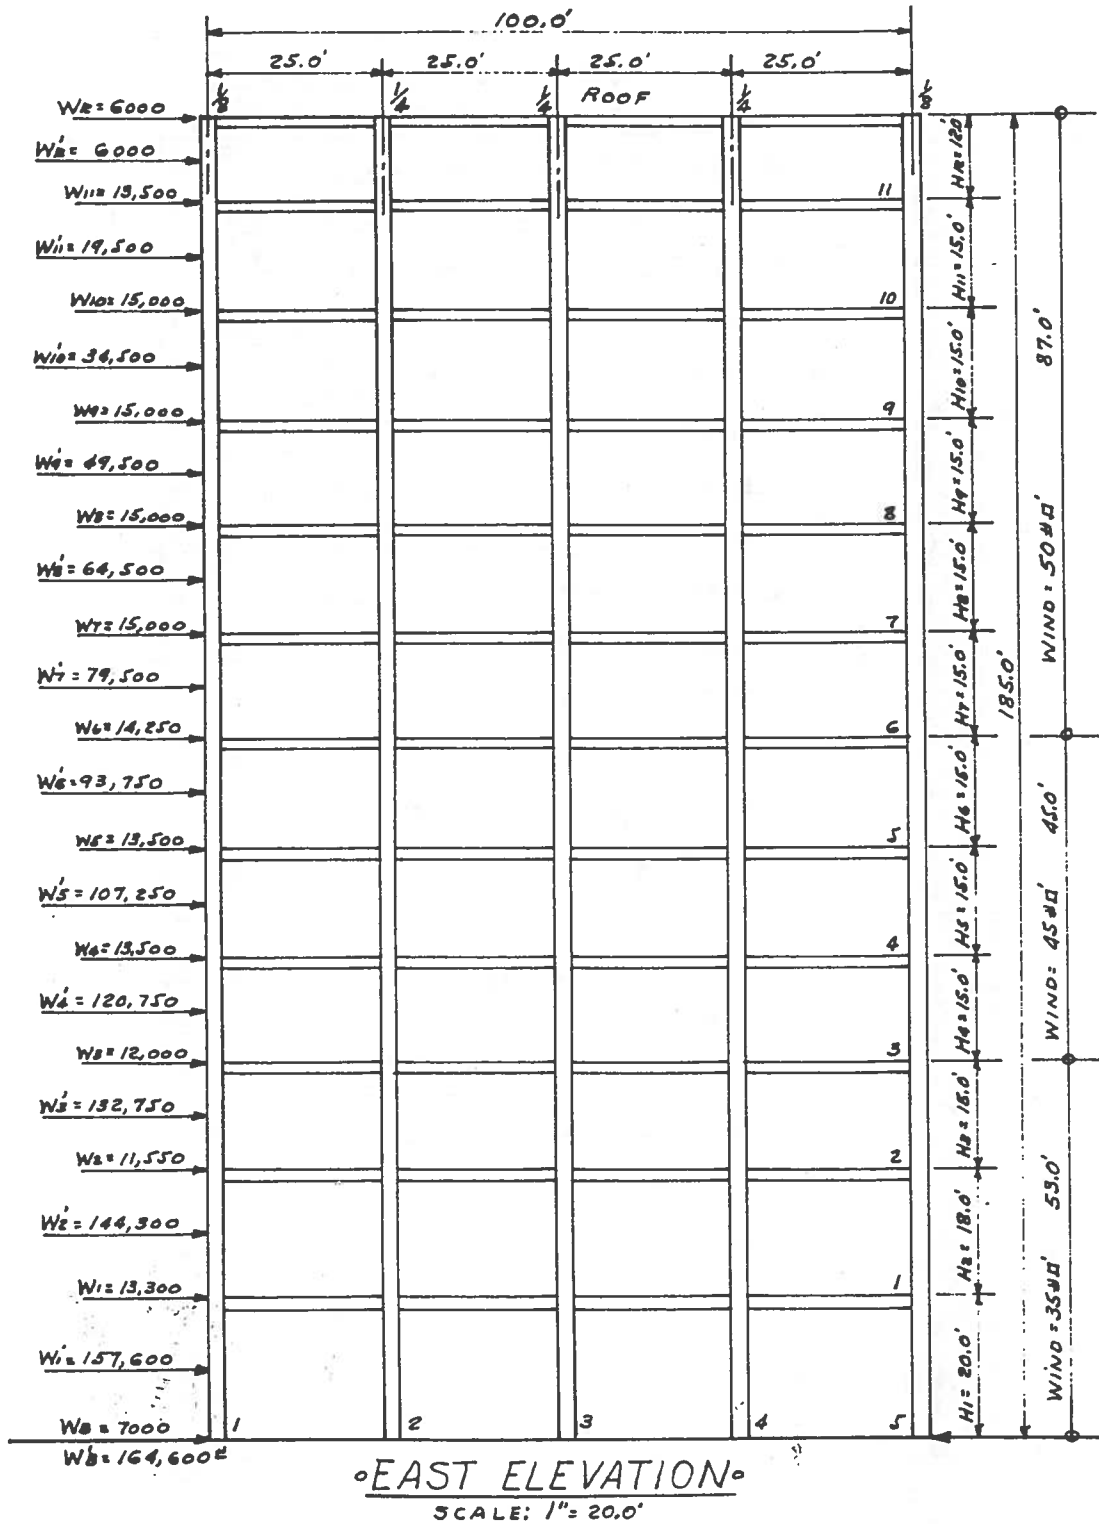 100.0'
25.0' 25.0' 25.0' 25.0'
1/8 1/4 1/4 ROOF 1/4 1/8
WR = 6000
W'R = 6000
W11 = 13,500 11
W'11 = 19,500
W10 = 15,000 10
W'10 = 34,500
W9 = 15,000 9
W'9 = 49,500
W8 = 15,000 8
W'8 = 64,500
W7 = 15,000 7
W'7 = 79,500
W6 = 14,250 6
W'6 = 93,750
W5 = 13,500 5
W'5 = 107,250
W4 = 13,500 4
W'4 = 120,750
W3 = 12,000 3
W'3 = 132,750
W2 = 11,550 2
W'2 = 144,300
W1 = 13,300 1
W'1 = 157,600
WB = 7000 1 2 3 4 5
W'B = 164,600#
H12 = 12.0'
H11 = 15.0'
H10 = 15.0'
H9 = 15.0'
H8 = 15.0'
H7 = 15.0'
H6 = 15.0'
H5 = 15.0'
H4 = 15.0'
H3 = 15.0'
H2 = 18.0'
H1 = 20.0'
185.0'
87.0'
WIND = 50#□'
45.0'
WIND = 45#□'
53.0'
WIND = 35#□'
EAST ELEVATION
SCALE: 1" = 20.0'